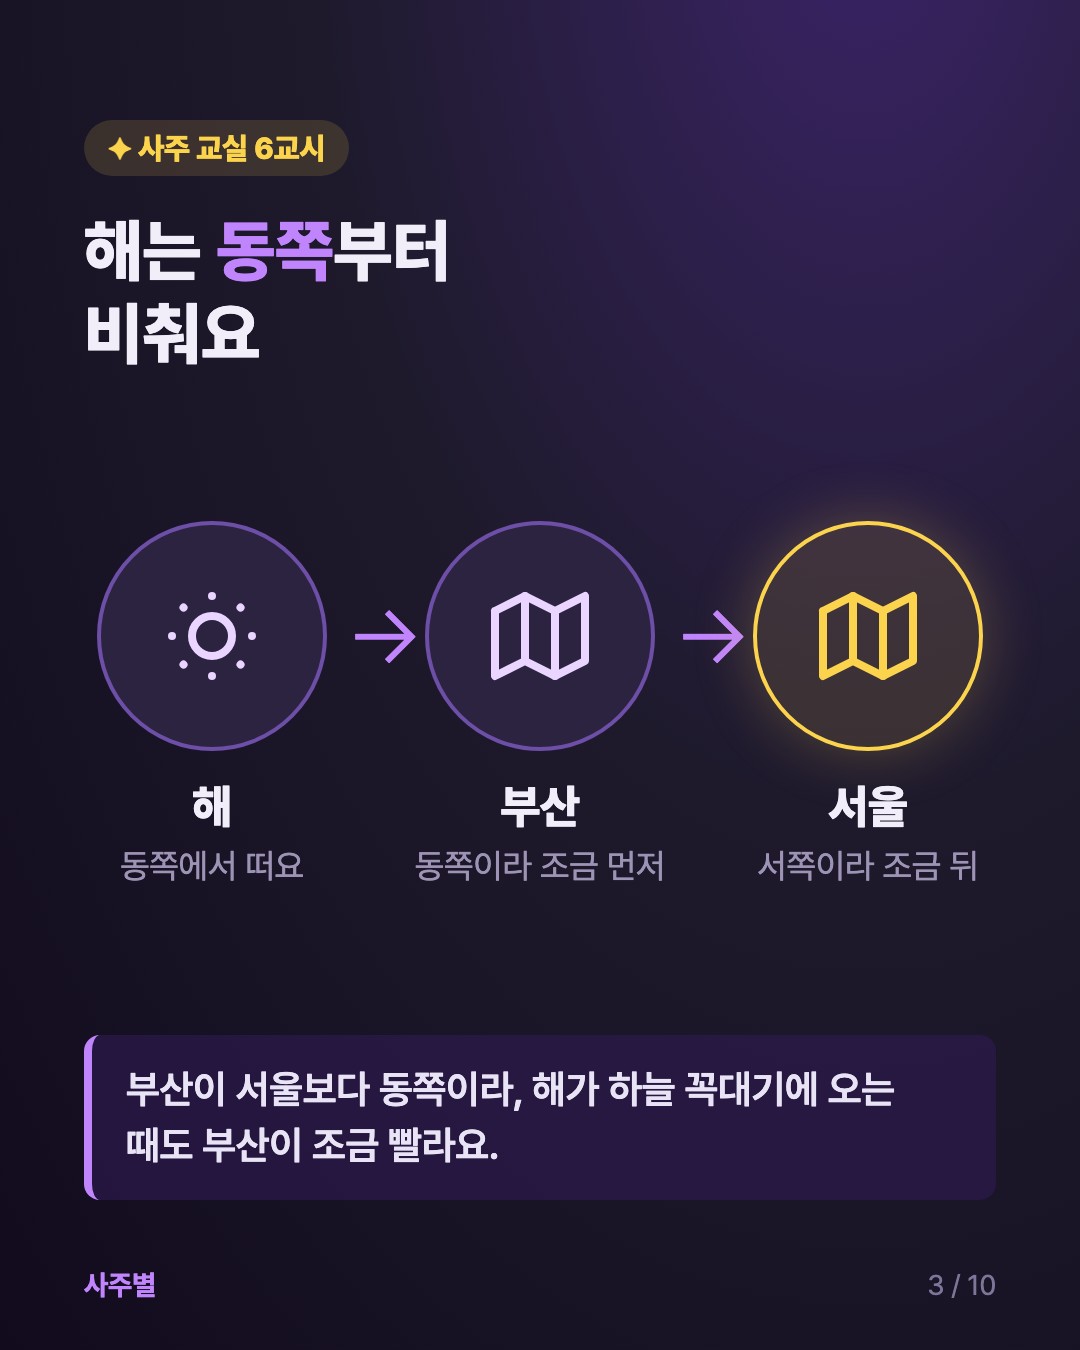 ✦ 사주 교실 6교시
해는 동쪽부터
비춰요
해
동쪽에서 떠요
부산
동쪽이라 조금 먼저
서울
서쪽이라 조금 뒤
부산이 서울보다 동쪽이라, 해가 하늘 꼭대기에 오는
때도 부산이 조금 빨라요.
사주별
3 / 10